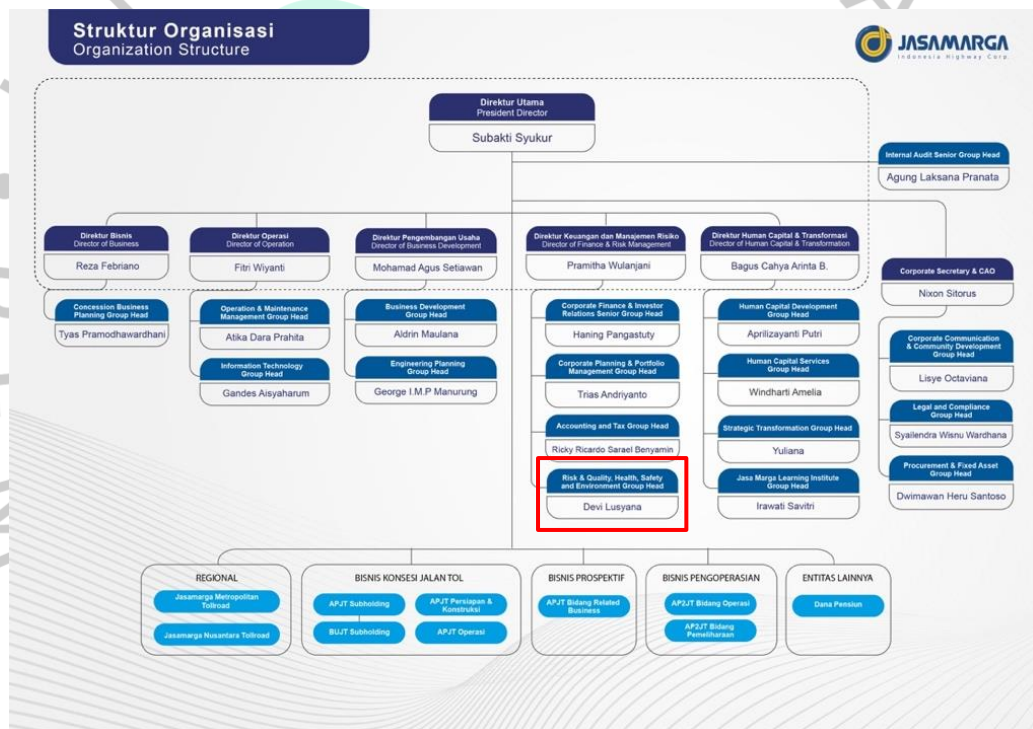 Struktur Organisasi
Organization Structure
JASAMARGA
Indonesia Highway Corp.
Direktur Utama
President Director
Subakti Syukur
Internal Audit Senior Group Head
Agung Laksana Pranata
Direktur Bisnis
Director of Business
Reza Febriano
Direktur Operasi
Director of Operation
Fitri Wiyanti
Direktur Pengembangan Usaha
Director of Business Development
Mohamad Agus Setiawan
Direktur Keuangan dan Manajemen Risiko
Director of Finance & Risk Management
Pramitha Wulanjani
Direktur Human Capital & Transformasi
Director of Human Capital & Transformation
Bagus Cahya Arinta B.
Corporate Secretary & CAO
Nixon Sitorus
Concession Business
Planning Group Head
Tyas Pramodhawardhani
Operation & Maintenance
Management Group Head
Atika Dara Prahita
Information Technology
Group Head
Gandes Aisyaharum
Business Development
Group Head
Aldrin Maulana
Engineering Planning
Group Head
George I.M.P Manurung
Corporate Finance & Investor
Relations Senior Group Head
Haning Pangastuty
Corporate Planning & Portfolio
Management Group Head
Trias Andriyanto
Accounting and Tax Group Head
Ricky Ricardo Sarael Benyamin
Risk & Quality, Health, Safety
and Environment Group Head
Devi Lusyana
Human Capital Development
Group Head
Aprilizayanti Putri
Human Capital Services
Group Head
Windharti Amelia
Strategic Transformation Group Head
Yuliana
Jasa Marga Learning Institute
Group Head
Irawati Savitri
Corporate Communication
& Community Development
Group Head
Lisye Octaviana
Legal and Compliance
Group Head
Syailendra Wisnu Wardhana
Procurement & Fixed Asset
Group Head
Dwimawan Heru Santoso
REGIONAL
Jasamarga Metropolitan
Tollroad
Jasamarga Nusantara Tollroad
BISNIS KONSESI JALAN TOL
APJT Subholding
APJT Persiapan &
Konstruksi
BUJT Subholding
APJT Operasi
BISNIS PROSPEKTIF
APJT Bidang Related
Business
BISNIS PENGOPERASIAN
AP2JT Bidang Operasi
AP2JT Bidang
Pemeliharaan
ENTITAS LAINNYA
Dana Pensiun